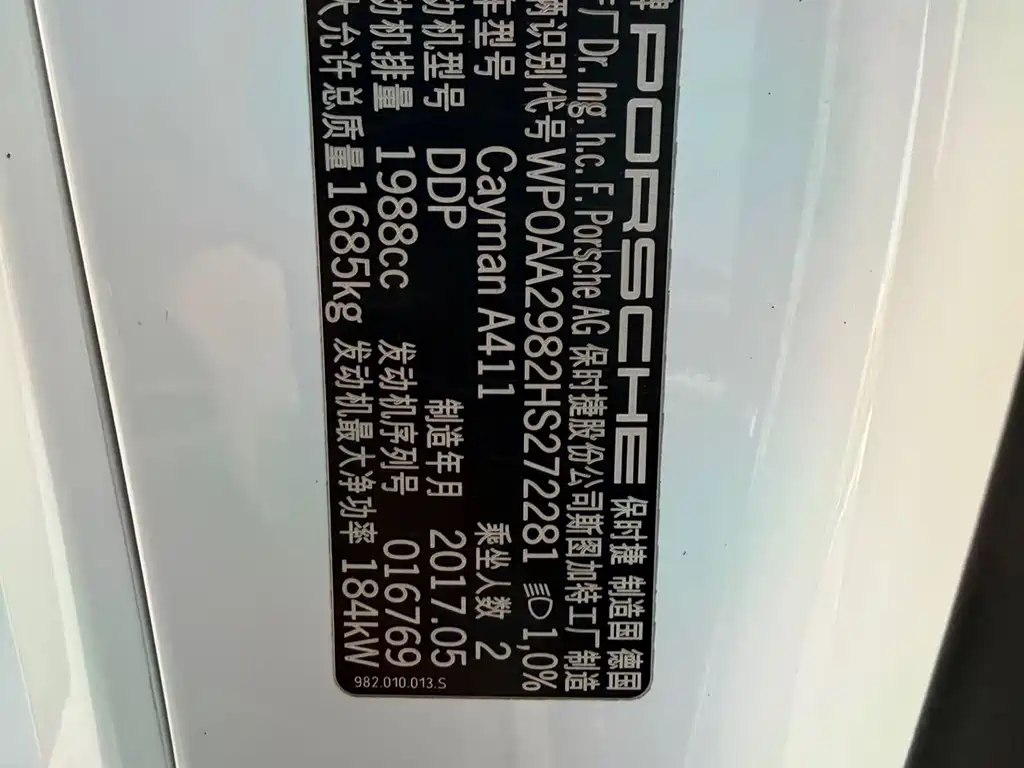 牌 PORSCHE 保时捷 制造国 德国
厂 Dr. Ing. h.c. F. Porsche AG 保时捷股份公司斯图加特工厂 制造
辆识别代号 WP0AA2982HS272281 1,0%
车型号 Cayman A411 乘坐人数 2
动机型号 DDP 制造年月 2017.05
动机排量 1988cc 发动机序列号 016769
大允许总质量 1685kg 发动机最大净功率 184kW
982.010.013.S